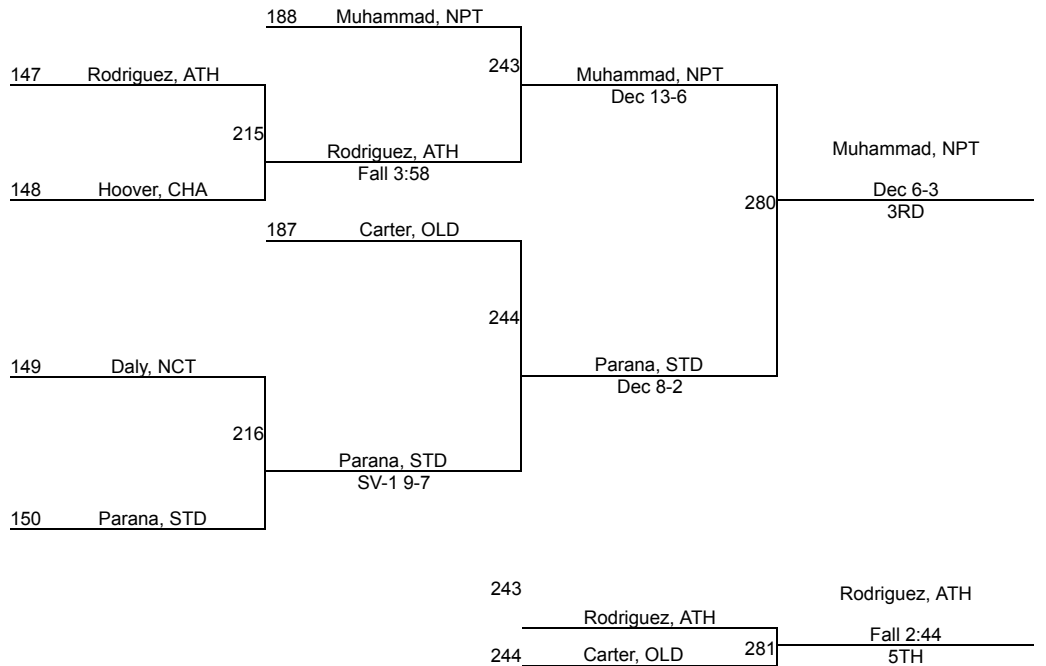 188 Muhammad, NPT
147 Rodriguez, ATH
243
Muhammad, NPT
Dec 13-6
215
Rodriguez, ATH
Fall 3:58
Muhammad, NPT
148 Hoover, CHA
280
Dec 6-3
3RD
187 Carter, OLD
244
149 Daly, NCT
Parana, STD
Dec 8-2
216
Parana, STD
SV-1 9-7
150 Parana, STD
243
Rodriguez, ATH
Rodriguez, ATH
244 Carter, OLD
281
Fall 2:44
5TH